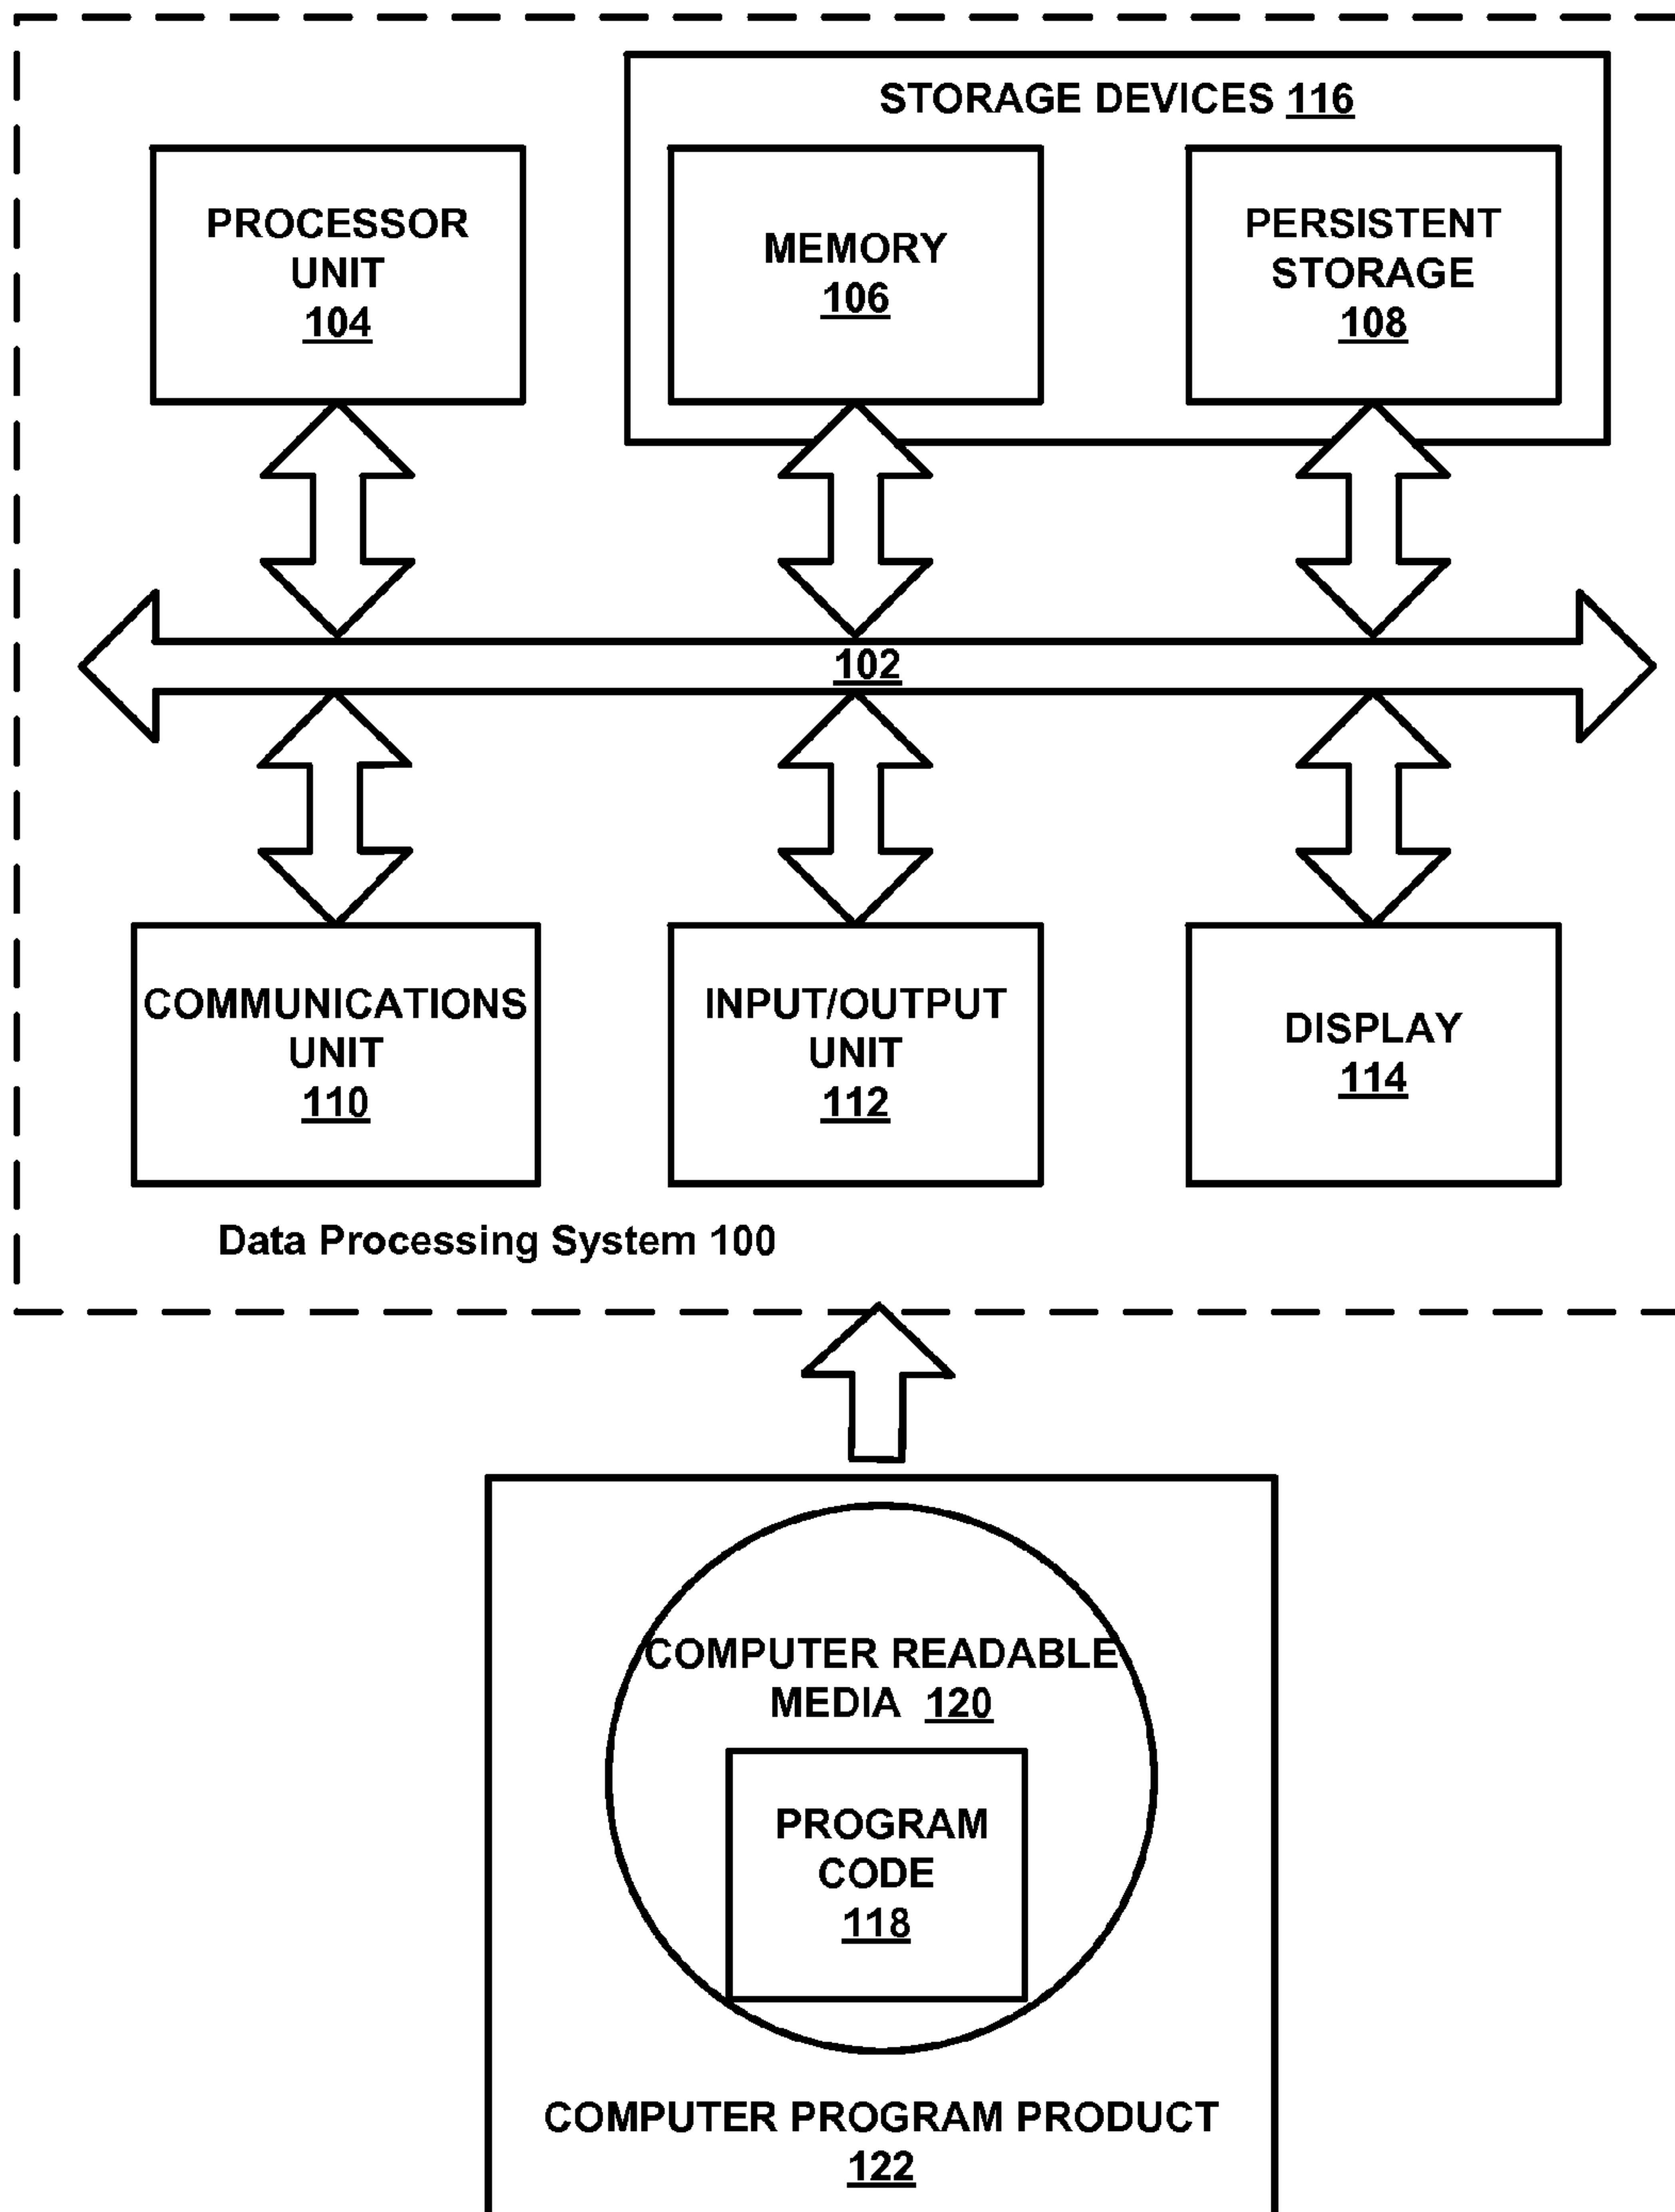 STORAGE DEVICES 116
PROCESSOR
UNIT
104
MEMORY
106
PERSISTENT
STORAGE
108
102
COMMUNICATIONS
UNIT
110
INPUT/OUTPUT
UNIT
112
DISPLAY
114
Data Processing System 100
COMPUTER READABLE
MEDIA 120
PROGRAM
CODE
118
COMPUTER PROGRAM PRODUCT
122